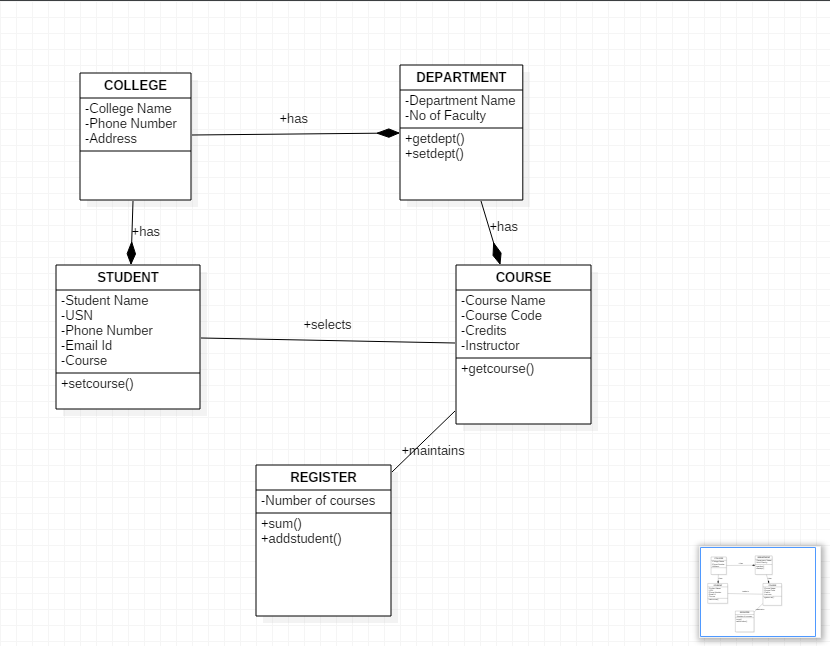 COLLEGE
-College Name
-Phone Number
-Address
+has
DEPARTMENT
-Department Name
-No of Faculty
+getdept()
+setdept()
+has
+has
STUDENT
-Student Name
-USN
-Phone Number
-Email Id
-Course
+setcourse()
+selects
COURSE
-Course Name
-Course Code
-Credits
-Instructor
+getcourse()
+maintains
REGISTER
-Number of courses
+sum()
+addstudent()